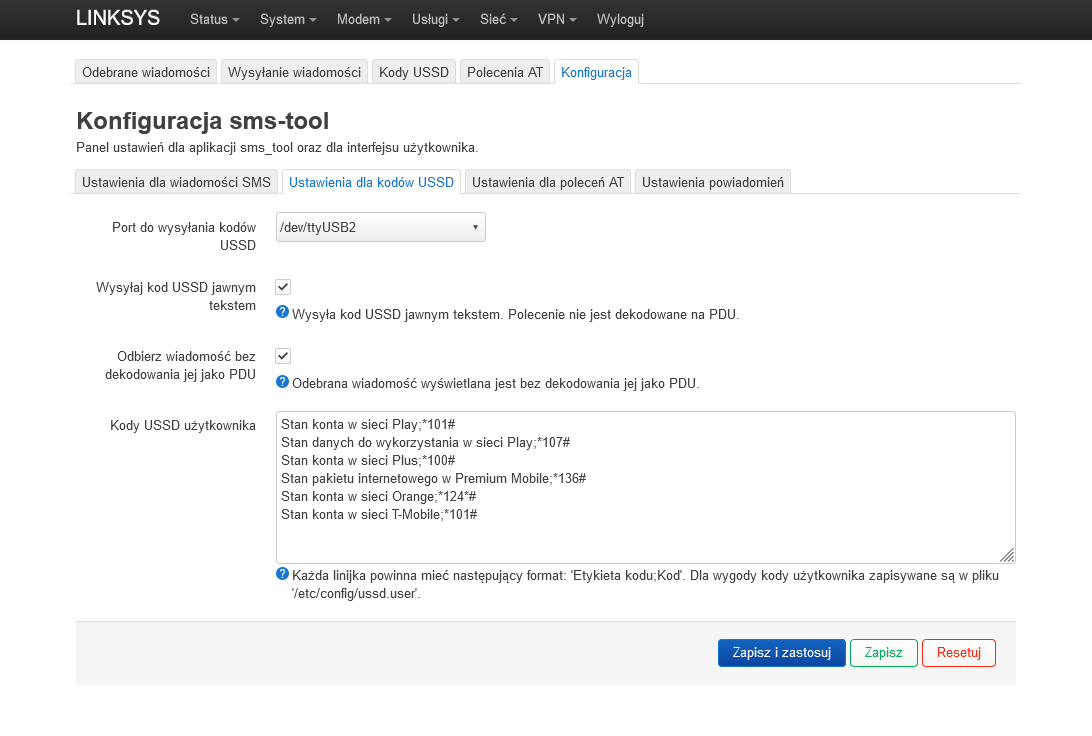 LINKSYS Status System Modem Usługi Sieć VPN Wyloguj
Odebrane wiadomości Wysyłanie wiadomości Kody USSD Polecenia AT Konfiguracja
Konfiguracja sms-tool
Panel ustawień dla aplikacji sms_tool oraz dla interfejsu użytkownika.
Ustawienia dla wiadomości SMS Ustawienia dla kodów USSD Ustawienia dla poleceń AT Ustawienia powiadomień
Port do wysyłania kodów
USSD
/dev/ttyUSB2
Wysyłaj kod USSD jawnym
tekstem
Wysyła kod USSD jawnym tekstem. Polecenie nie jest dekodowane na PDU.
Odbierz wiadomość bez
dekodowania jej jako PDU
Odebrana wiadomość wyświetlana jest bez dekodowania jej jako PDU.
Kody USSD użytkownika
Stan konta w sieci Play;*101#
Stan danych do wykorzystania w sieci Play;*107#
Stan konta w sieci Plus;*100#
Stan pakietu internetowego w Premium Mobile;*136#
Stan konta w sieci Orange;*124*#
Stan konta w sieci T-Mobile;*101#
Każda linijka powinna mieć następujący format: 'Etykieta kodu;Kod'. Dla wygody kody użytkownika zapisywane są w pliku
'/etc/config/ussd.user'.
Zapisz i zastosuj Zapisz Resetuj